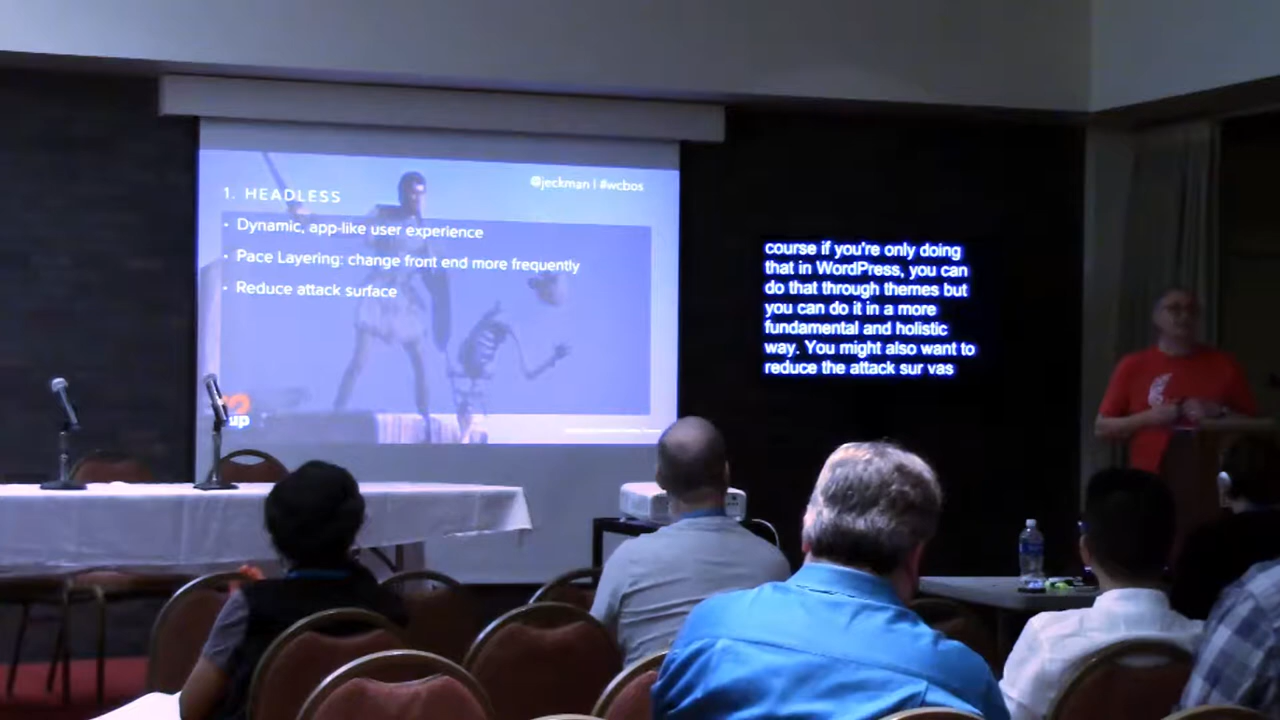 @jeckman | #wcbos
1. HEADLESS
· Dynamic, app-like user experience
· Pace Layering: change front end more frequently
· Reduce attack surface
up
course if you're only doing
that in WordPress, you can
do that through themes but
you can do it in a more
fundamental and holistic
way. You might also want to
reduce the attack sur vas